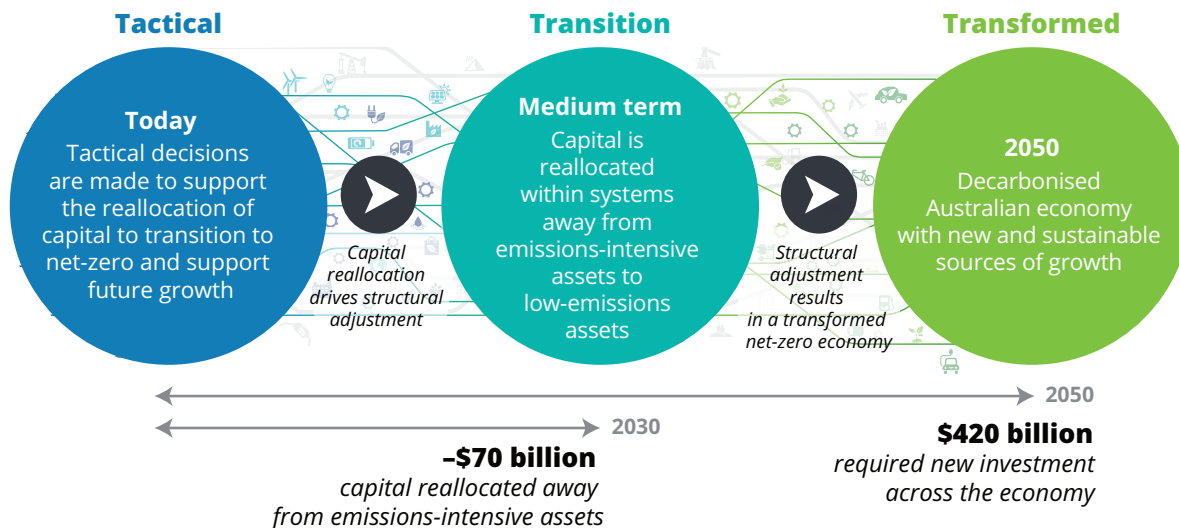 Tactical
Transition
Transformed
Today
Tactical decisions
are made to support
the reallocation of
capital to transition to
net-zero and support
future growth
Capital
reallocation
drives structural
adjustment
Medium term
Capital is
reallocated
within systems
away from
emissions-intensive
assets to
low-emissions
assets
Structural
adjustment
results
in a transformed
net-zero economy
2050
Decarbonised
Australian economy
with new and sustainable
sources of growth
2050
2030
–$70 billion
capital reallocated away
from emissions-intensive assets
$420 billion
required new investment
across the economy